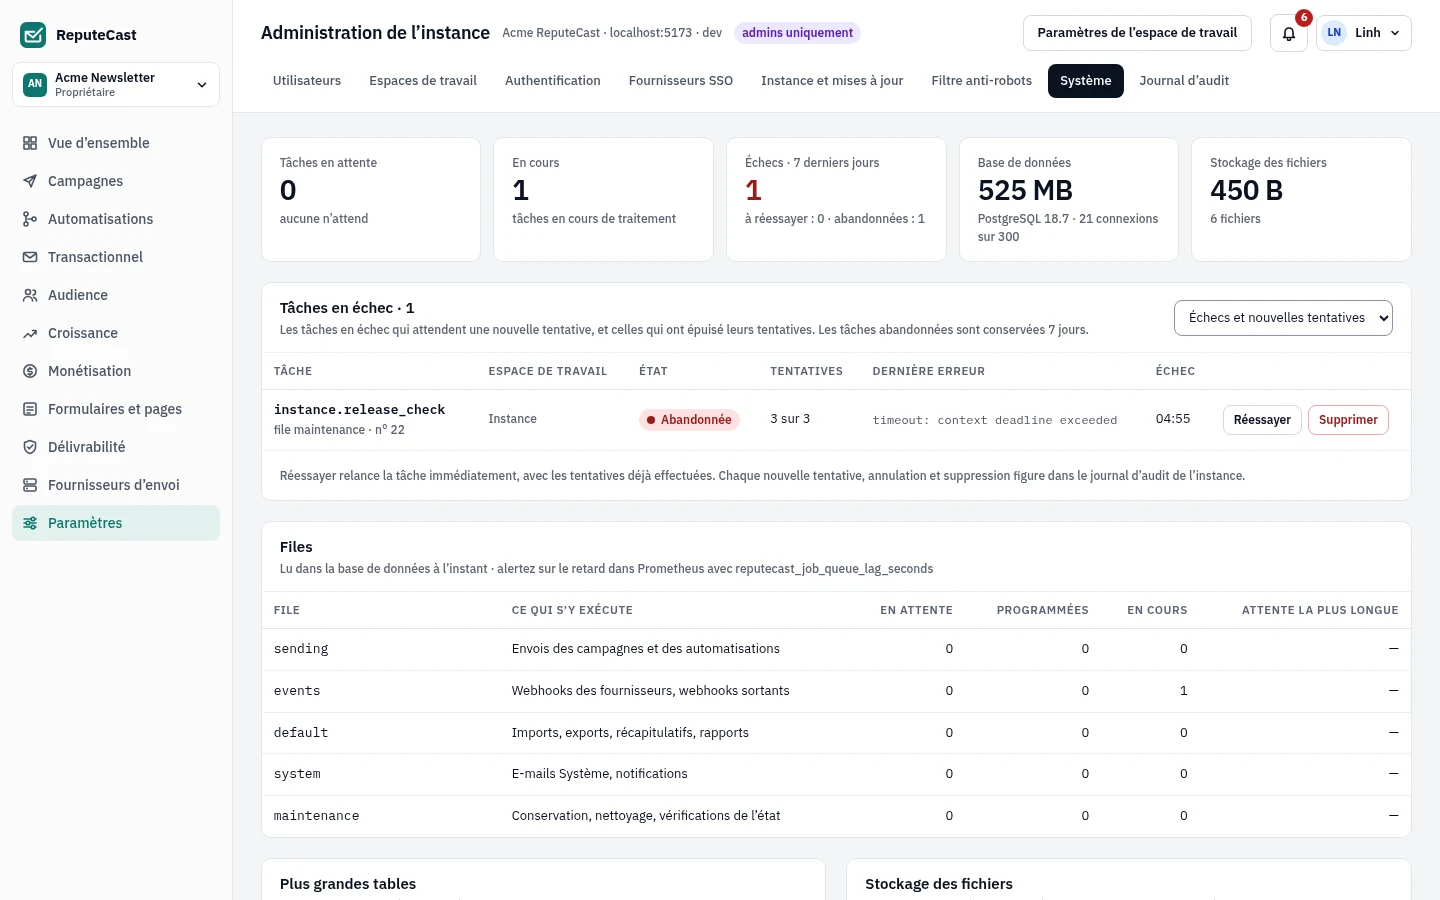 ReputeCast
AN
Acme Newsletter
Propriétaire
Vue d’ensemble
Campagnes
Automatisations
Transactionnel
Audience
Croissance
Monétisation
Formulaires et pages
Délivrabilité
Fournisseurs d’envoi
Paramètres
Administration de l’instance
Acme ReputeCast · localhost:5173 · dev
admins uniquement
Paramètres de l’espace de travail
6
LN
Linh
Utilisateurs
Espaces de travail
Authentification
Fournisseurs SSO
Instance et mises à jour
Filtre anti-robots
Système
Journal d’audit
Tâches en attente
0
aucune n’attend
En cours
1
tâches en cours de traitement
Échecs · 7 derniers jours
1
à réessayer : 0 · abandonnées : 1
Base de données
525 MB
PostgreSQL 18.7 · 21 connexions
sur 300
Stockage des fichiers
450 B
6 fichiers
Tâches en échec · 1
Les tâches en échec qui attendent une nouvelle tentative, et celles qui ont épuisé leurs tentatives. Les tâches abandonnées sont conservées 7 jours.
Échecs et nouvelles tentatives
TÂCHE ESPACE DE TRAVAIL ÉTAT TENTATIVES DERNIÈRE ERREUR ÉCHEC
instance.release_check
file maintenance · n° 22
Instance
Abandonnée
3 sur 3
timeout: context deadline exceeded
04:55
Réessayer
Supprimer
Réessayer relance la tâche immédiatement, avec les tentatives déjà effectuées. Chaque nouvelle tentative, annulation et suppression figure dans le journal d’audit de l’instance.
Files
Lu dans la base de données à l’instant · alertez sur le retard dans Prometheus avec reputecast_job_queue_lag_seconds
FILE CE QUI S’Y EXÉCUTE EN ATTENTE PROGRAMMÉES EN COURS ATTENTE LA PLUS LONGUE
sending Envois des campagnes et des automatisations 0 0 0 —
events Webhooks des fournisseurs, webhooks sortants 0 0 1 —
default Imports, exports, récapitulatifs, rapports 0 0 0 —
system E-mails Système, notifications 0 0 0 —
maintenance Conservation, nettoyage, vérifications de l’état 0 0 0 —
Plus grandes tables
Stockage des fichiers